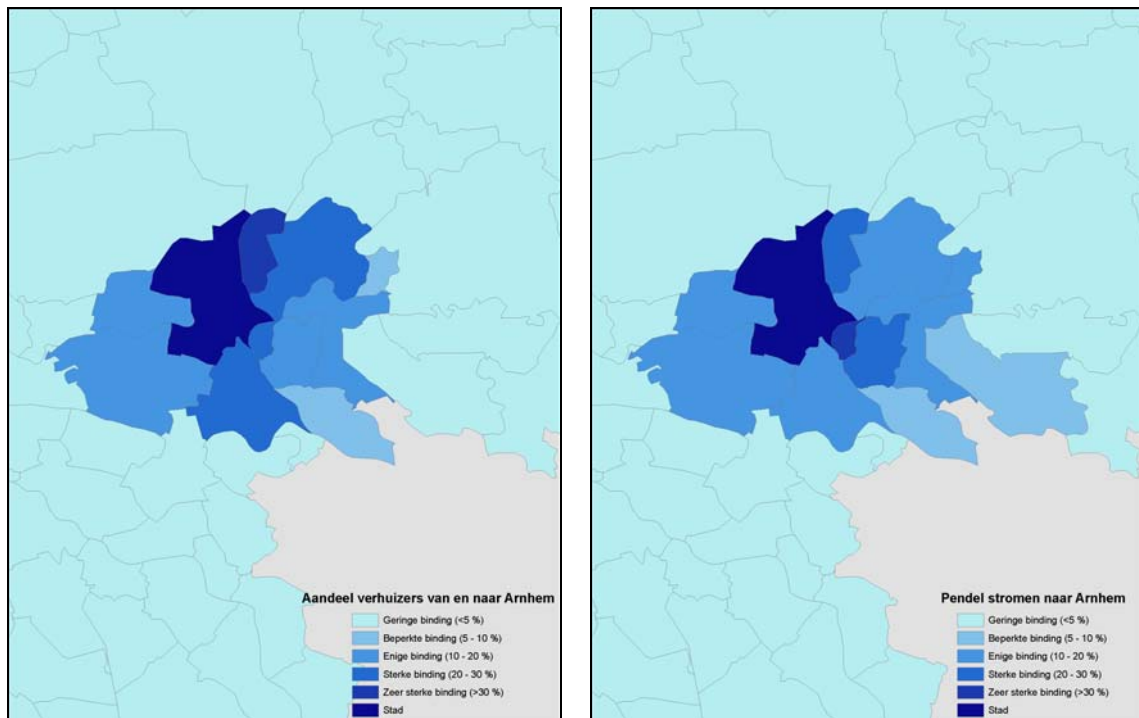 Aandeel verhuizers van en naar Arnhem
Geringe binding (<5 %)
Beperkte binding (5 - 10 %)
Enige binding (10 - 20 %)
Sterke binding (20 - 30 %)
Zeer sterke binding (>30 %)
Stad
Pendel stromen naar Arnhem
Geringe binding (<5 %)
Beperkte binding (5 - 10 %)
Enige binding (10 - 20 %)
Sterke binding (20 - 30 %)
Zeer sterke binding (>30 %)
Stad